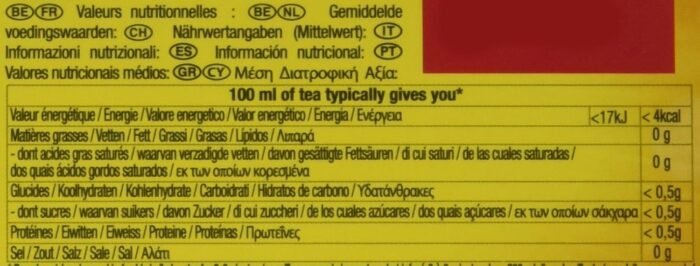 BE FR Valeurs nutritionnelles : BE NL Gemiddelde
voedingswaarden: CH Nährwertangaben (Mittelwert): IT
Informazioni nutrizionali: ES Información nutricional: PT
Valores nutricionais médios: GR CY Μέση Διατροφική Αξία:
100 ml of tea typically gives you*
Valeur énergétique / Energie / Valore energetico / Valor energético / Energia / Ενέργεια <17kJ < 4kcal
Matières grasses / Vetten / Fett / Grassi / Grasas / Lípidos / Λιπαρά 0 g
- dont acides gras saturés / waarvan verzadigde vetten / davon gesättigte Fettsäuren / di cui saturi / de las cuales saturadas /
dos quais ácidos gordos saturados / εκ των οποίων κορεσμένα 0 g
Glucides / Koolhydraten / Kohlenhydrate / Carboidrati / Hidratos de carbono / Υδατάνθρακες < 0,5g
- dont sucres / waarvan suikers / davon Zucker / di cui zuccheri / de los cuales azúcares / dos quais açúcares / εκ των οποίων σάκχαρα < 0,5g
Protéines / Eiwitten / Eiweiss / Proteine / Proteínas / Πρωτεΐνες < 0,5g
Sel / Zout / Salz / Sale / Sal / Αλάτι 0 g